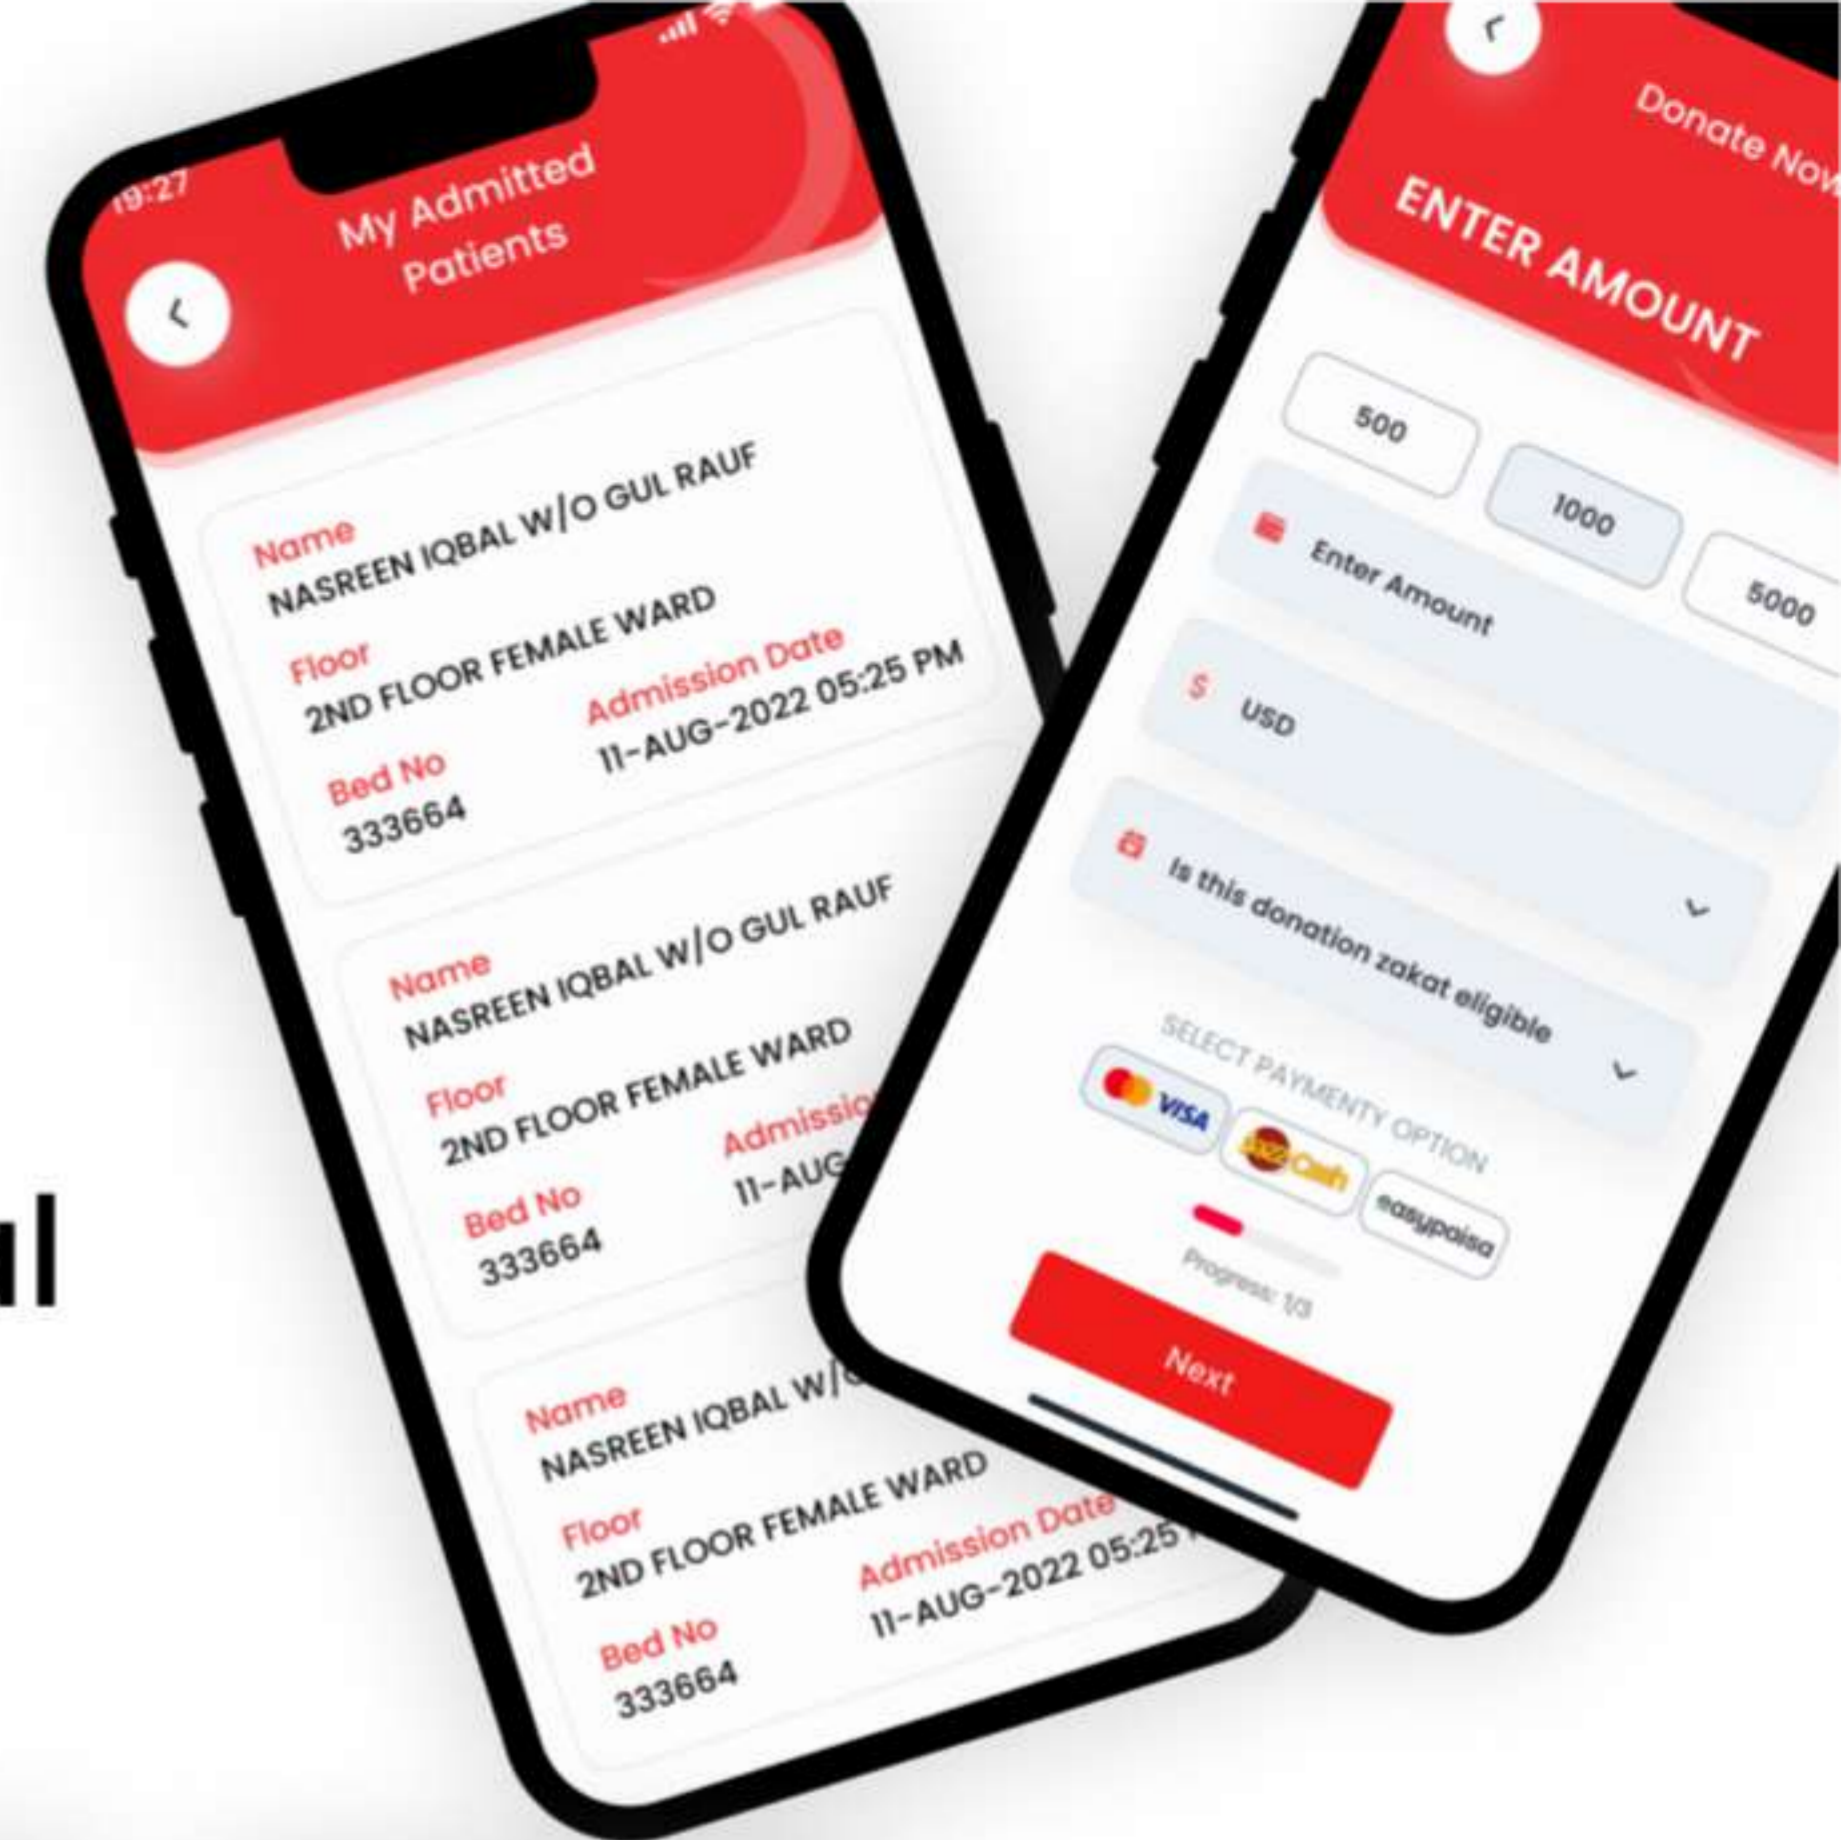 19:27
My Admitted
Patients
Name
NASREEN IQBAL W/O GUL RAUF
Floor
2ND FLOOR FEMALE WARD
Bed No
333664
Admission Date
11-AUG-2022 05:25 PM
Name
NASREEN IQBAL W/O GUL RAUF
Floor
2ND FLOOR FEMALE WARD
Bed No
333664
Admissio
11-AUG
Name
NASREEN IQBAL W/
Floor
2ND FLOOR FEMALE WARD
Bed No
333664
Admission Date
11-AUG-2022 05:25
Donate Now
ENTER AMOUNT
500
1000
5000
Enter Amount
$ USD
Is this donation zakat eligible
SELECT PAYMENTY OPTION
VISA
JazzCash
easypaisa
Progress: 1/3
Next